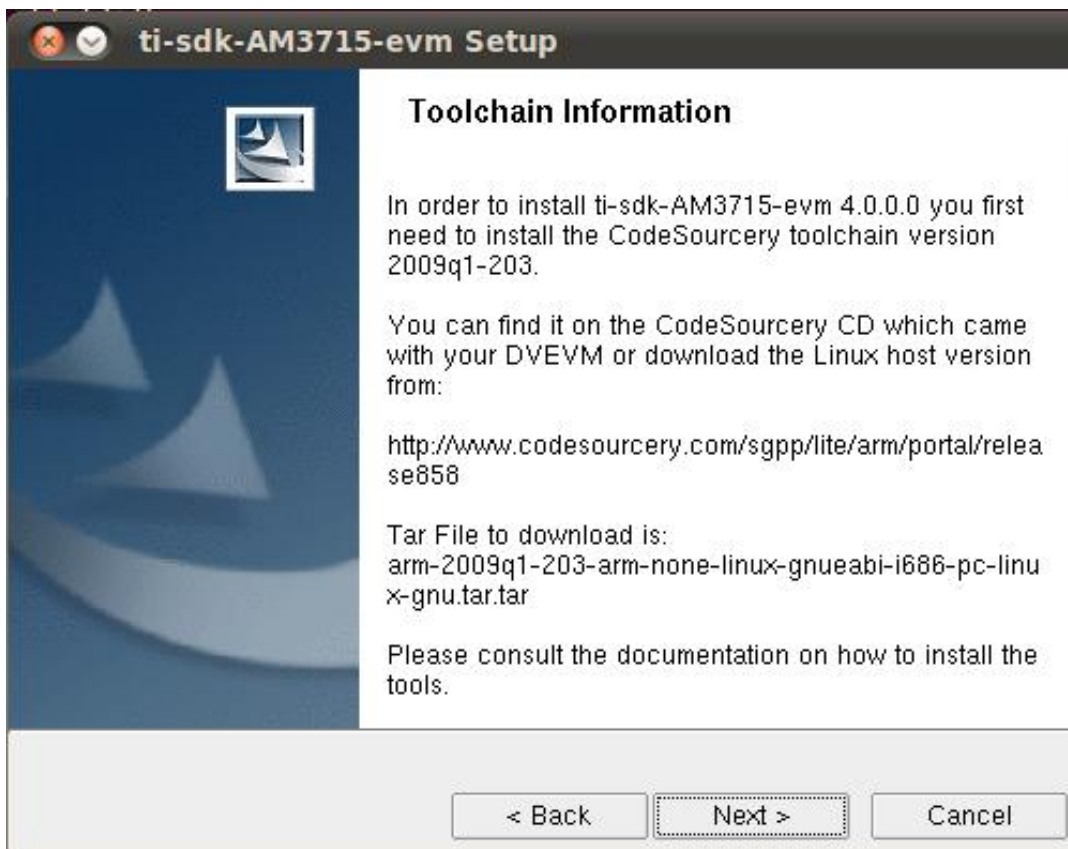 ti-sdk-AM3715-evm Setup
Toolchain Information
In order to install ti-sdk-AM3715-evm 4.0.0.0 you first
need to install the CodeSourcery toolchain version
2009q1-203.
You can find it on the CodeSourcery CD which came
with your DVEVM or download the Linux host version
from:
http://www.codesourcery.com/sgpp/lite/arm/portal/relea
se858
Tar File to download is:
arm-2009q1-203-arm-none-linux-gnueabi-i686-pc-linu
x-gnu.tar.tar
Please consult the documentation on how to install the
tools.
< Back
Next >
Cancel